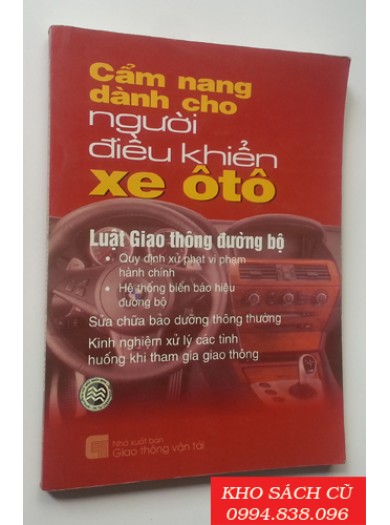 Cẩm nang
dành cho
người
điều khiển
xe ôtô
Luật Giao thông đường bộ
• Quy định xử phạt vi phạm
hành chính
• Hệ thống biển báo hiệu
đường bộ
Sửa chữa bảo dưỡng thông thường
Kinh nghiệm xử lý các tình
huống khi tham gia giao thông
Nhà xuất bản
Giao thông vận tải
KHO SÁCH CŨ
0994.838.096